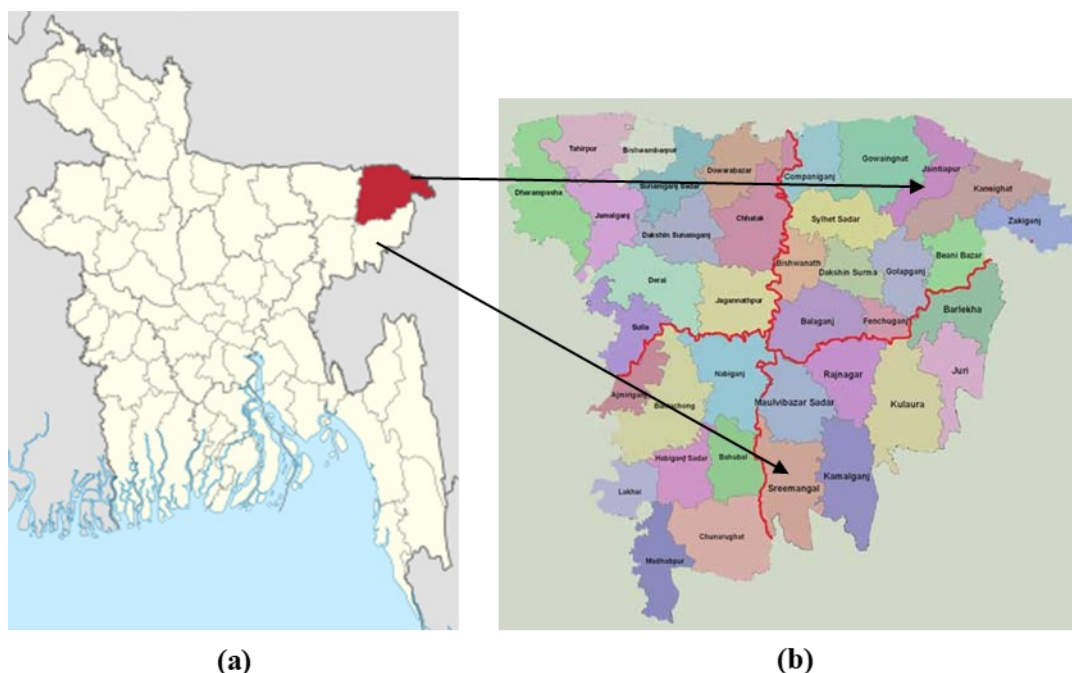 Tahirpur
Bishwambarpur
Dowarabazar
Companiganj
Gowainghat
Jaintiapur
Kanaighat
Dharampasha
Sunamganj Sadar
Jamalganj
Chhatak
Sylhet Sadar
Zakiganj
Dakshin Sunamganj
Beani Bazar
Bishwanath
Dakshin Surma
Golapganj
Derai
Jagannathpur
Barlekha
Sulla
Balaganj
Fenchuganj
Nabiganj
Rajnagar
Juri
Ajmiriganj
Maulvibazar Sadar
Kulaura
Habiganj Sadar
Bahubal
Kamalganj
Lakhai
Sreemangal
Chunarughat
Madhabpur
(a)
(b)